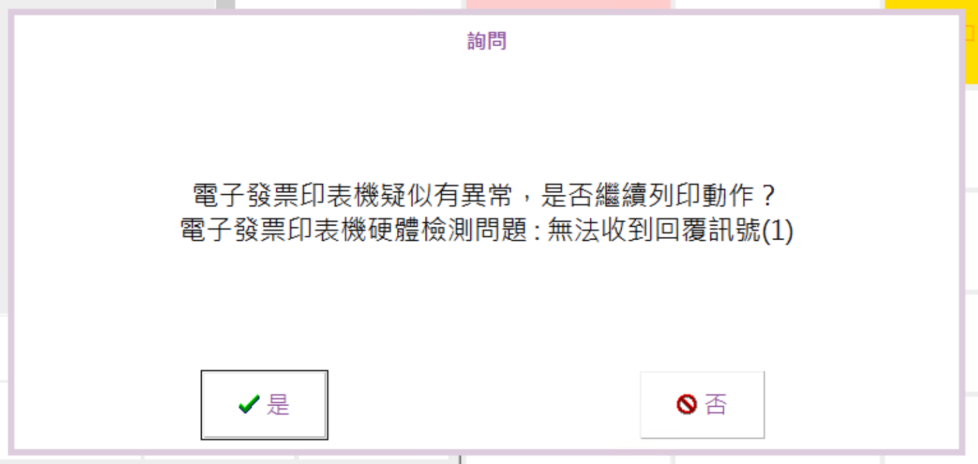 詢問
電子發票印表機疑似有異常，是否繼續列印動作？
電子發票印表機硬體檢測問題：無法收到回覆訊號(1)
是
否